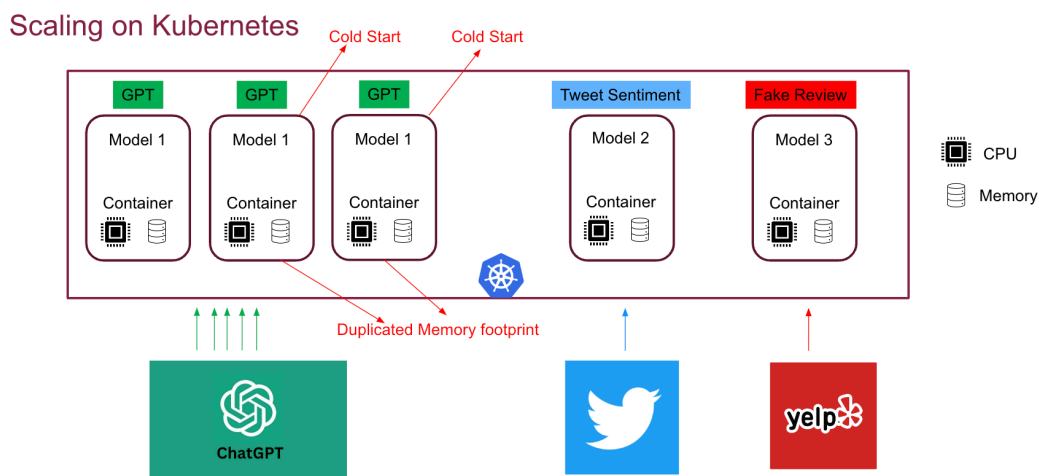 Scaling on Kubernetes
Cold Start
Cold Start
GPT
GPT
GPT
Tweet Sentiment
Fake Review
Model 1
Model 1
Model 1
Model 2
Model 3
CPU
Container
Container
Container
Container
Container
Memory
Duplicated Memory footprint
ChatGPT
yelp